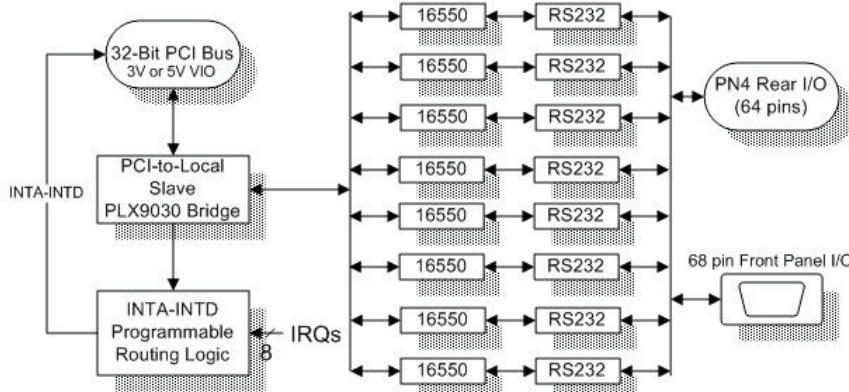 32-Bit PCI Bus
3V or 5V VIO
INTA-INTD
PCI-to-Local
Slave
PLX9030 Bridge
INTA-INTD
Programmable
Routing Logic
8
IRQs
16550 RS232
16550 RS232
16550 RS232
16550 RS232
16550 RS232
16550 RS232
16550 RS232
16550 RS232
PN4 Rear I/O
(64 pins)
68 pin Front Panel I/O